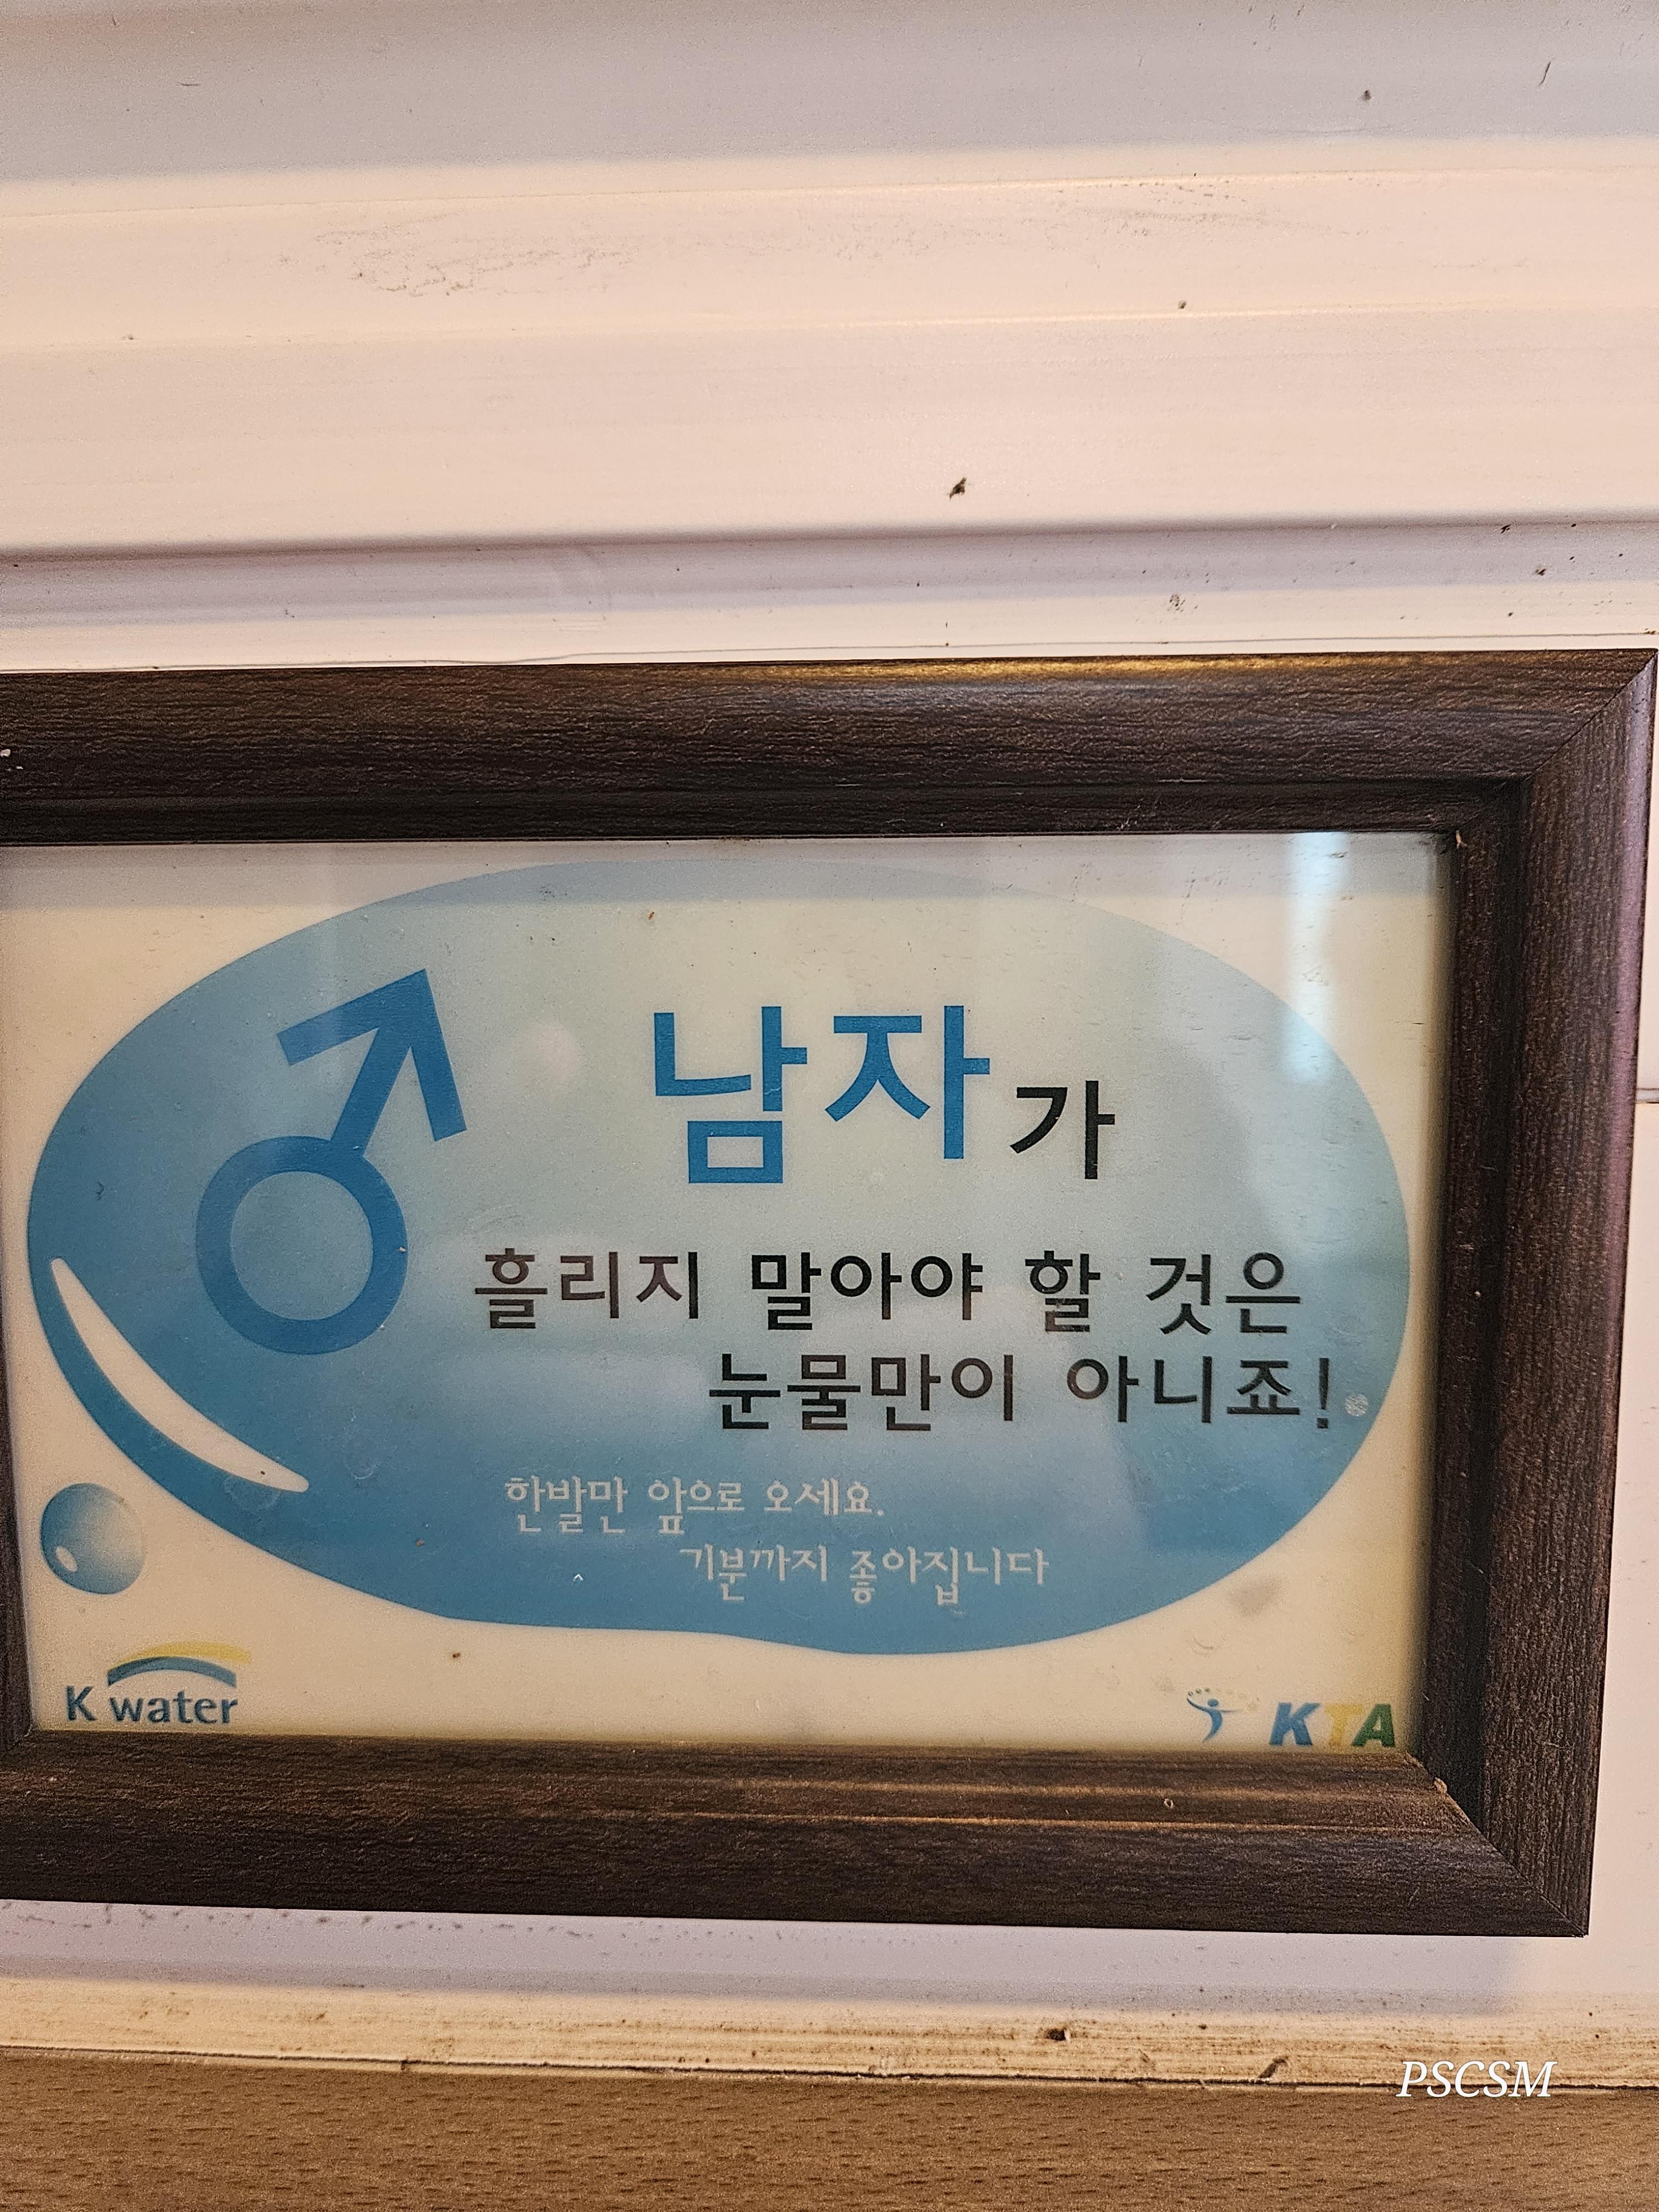 남자가
흘리지 말아야 할 것은
눈물만이 아니죠!
한발만 앞으로 오세요.
기분까지 좋아집니다
K water
KTA
PSCSM